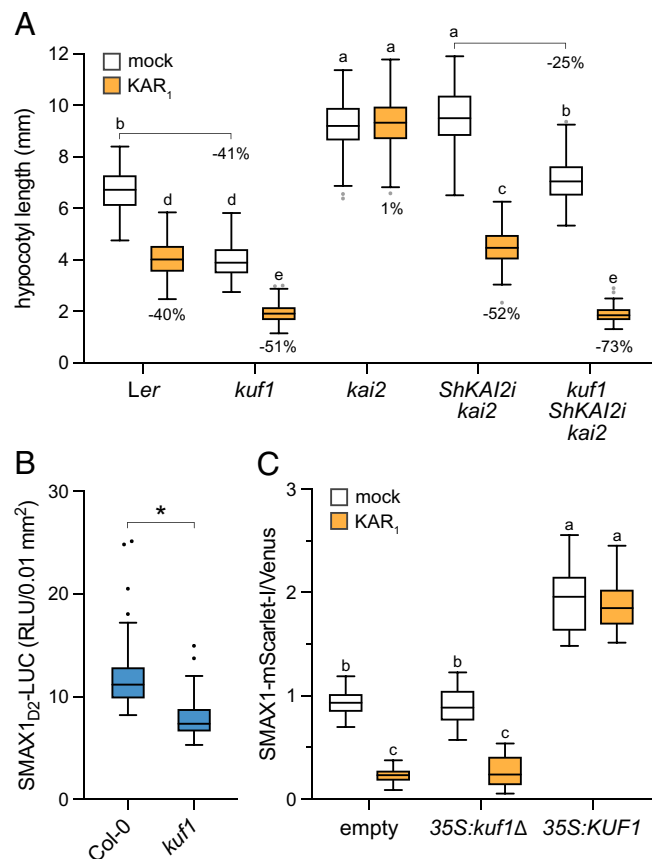 A
mock
KAR₁
hypocotyl length (mm)
12
10
8
6
4
2
0
b
d
d
e
a
a
a
c
b
e
-41%
-40%
-51%
1%
-25%
-52%
-73%
Ler
kuf1
kai2
ShKAI2i kai2
kuf1 ShKAI2i kai2
B
SMAX1D2-LUC (RLU/0.01 mm²)
30
20
10
0
*
Col-0
kuf1
C
mock
KAR₁
SMAX1-mScarlet-I/Venus
3
2
1
0
b
c
b
c
a
a
empty
35S:kuf1Δ
35S:KUF1